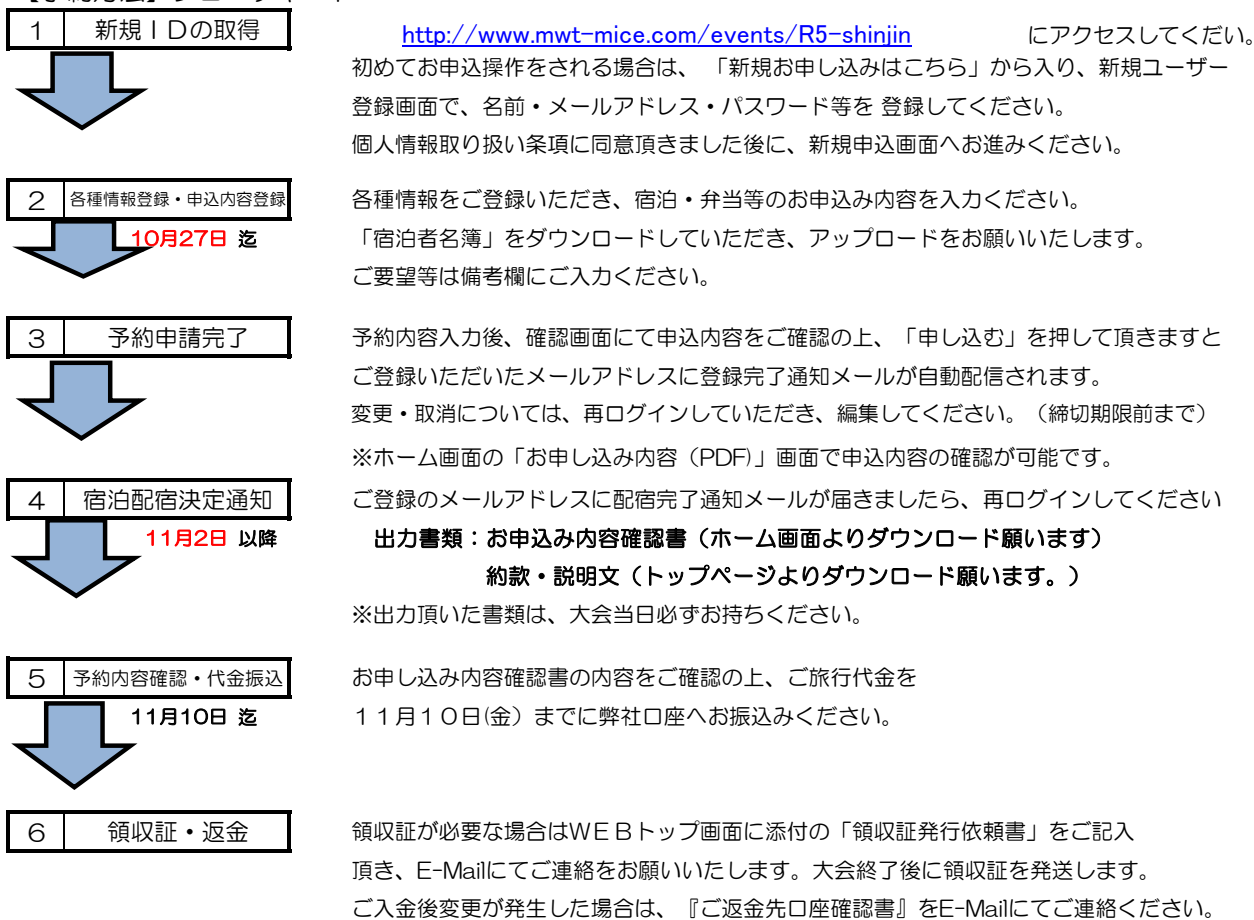 1 新規IDの取得
http://www.mwt-mice.com/events/R5-shinjin にアクセスしてくだい。
初めてお申込操作をされる場合は、「新規お申し込みはこちら」から入り、新規ユーザー
登録画面で、名前・メールアドレス・パスワード等を 登録してください。
個人情報取り扱い条項に同意頂きました後に、新規申込画面へお進みください。
2 各種情報登録・申込内容登録
10月27日 迄
各種情報をご登録いただき、宿泊・弁当等のお申込み内容を入力ください。
「宿泊者名簿」をダウンロードしていただき、アップロードをお願いいたします。
ご要望等は備考欄にご入力ください。
3 予約申請完了
予約内容入力後、確認画面にて申込内容をご確認の上、「申し込む」を押して頂きますと
ご登録いただいたメールアドレスに登録完了通知メールが自動配信されます。
変更・取消については、再ログインしていただき、編集してください。（締切期限前まで）
※ホーム画面の「お申し込み内容（PDF)」画面で申込内容の確認が可能です。
4 宿泊配宿決定通知
11月2日 以降
ご登録のメールアドレスに配宿完了通知メールが届きましたら、再ログインしてください
出力書類：お申込み内容確認書（ホーム画面よりダウンロード願います）
約款・説明文（トップページよりダウンロード願います。）
※出力頂いた書類は、大会当日必ずお持ちください。
5 予約内容確認・代金振込
11月10日 迄
お申し込み内容確認書の内容をご確認の上、ご旅行代金を
１１月１０日(金）までに弊社口座へお振込みください。
6 領収証・返金
領収証が必要な場合はＷＥＢトップ画面に添付の「領収証発行依頼書」をご記入
頂き、E-Mailにてご連絡をお願いいたします。大会終了後に領収証を発送します。
ご入金後変更が発生した場合は、『ご返金先口座確認書』をE-Mailにてご連絡ください。